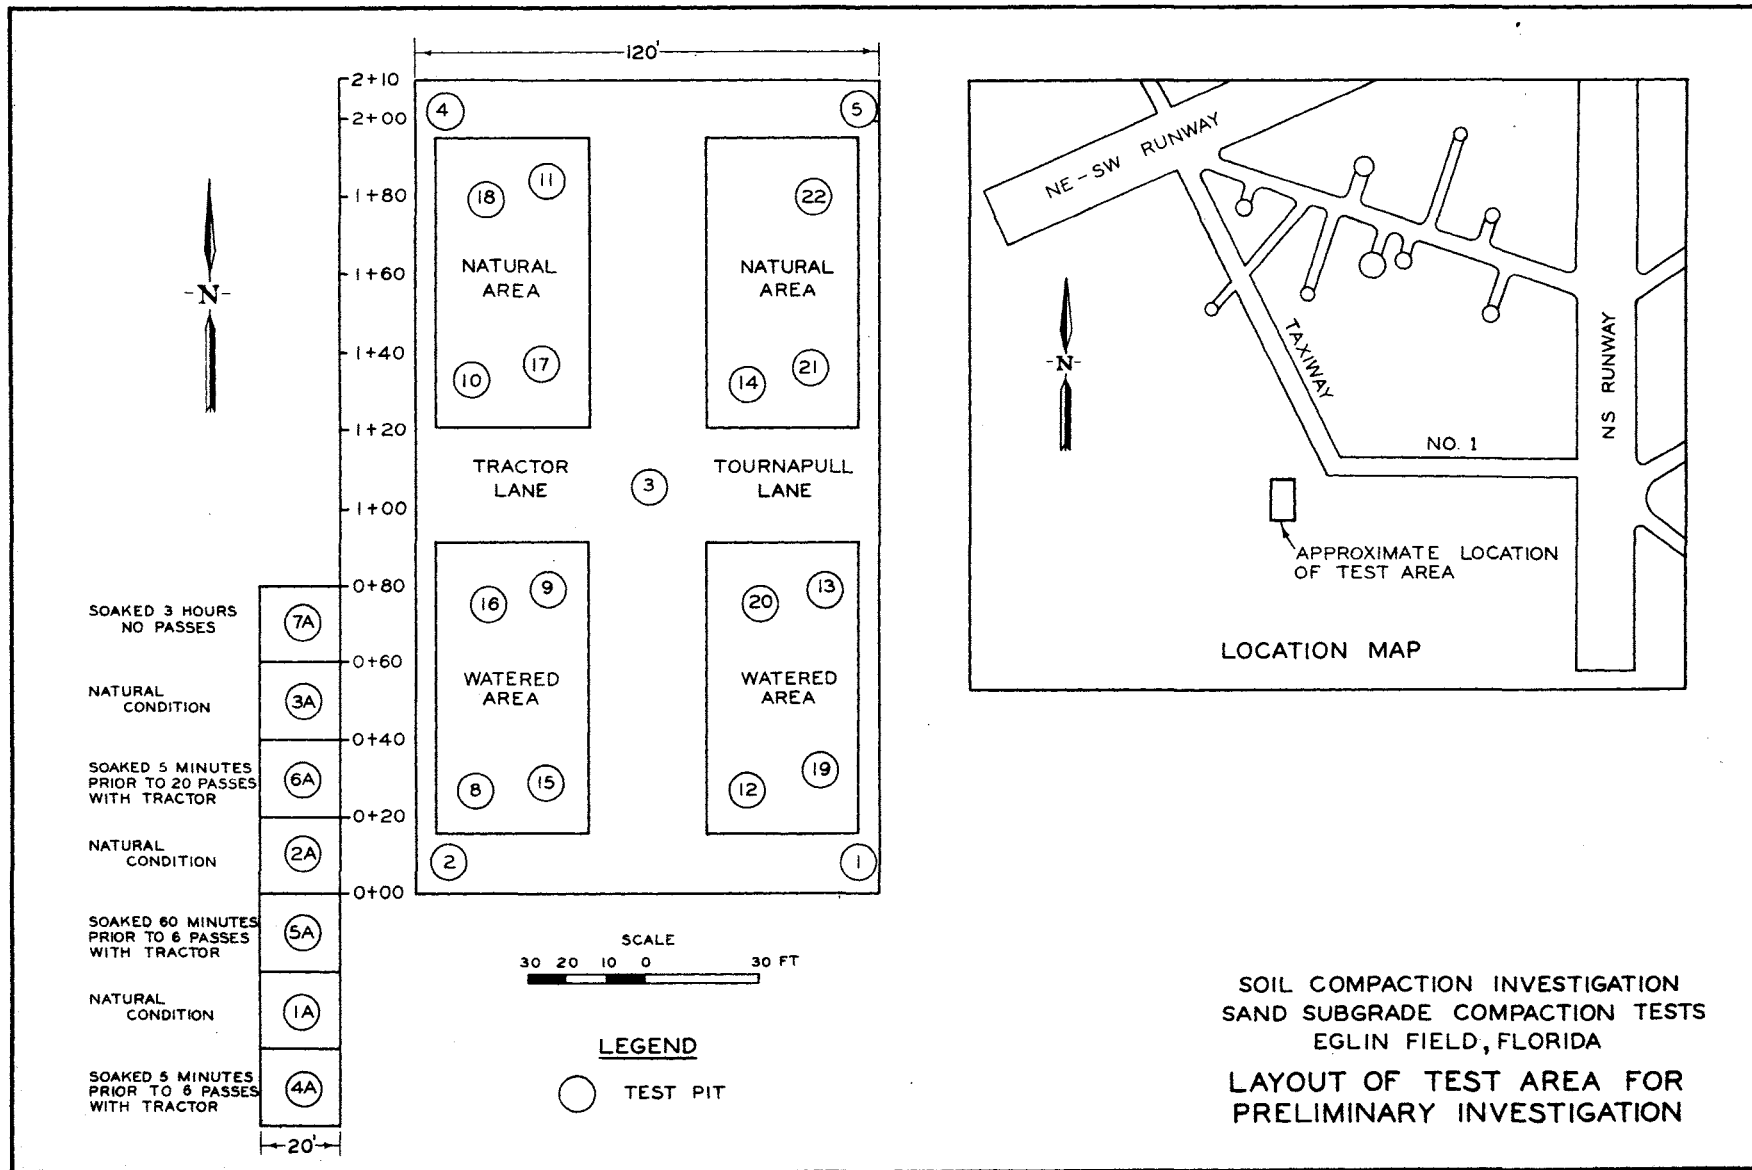 120'
2+10
2+00
1+80
1+60
1+40
1+20
1+00
0+80
0+60
0+40
0+20
0+00
-N-
4
5
18
11
22
NATURAL
AREA
NATURAL
AREA
10
17
14
21
TRACTOR
LANE
3
TOURNAPULL
LANE
16
9
20
13
WATERED
AREA
WATERED
AREA
8
15
12
19
2
1
SOAKED 3 HOURS
NO PASSES
7A
NATURAL
CONDITION
3A
SOAKED 5 MINUTES
PRIOR TO 20 PASSES
WITH TRACTOR
6A
NATURAL
CONDITION
2A
SOAKED 60 MINUTES
PRIOR TO 6 PASSES
WITH TRACTOR
5A
NATURAL
CONDITION
1A
SOAKED 5 MINUTES
PRIOR TO 6 PASSES
WITH TRACTOR
4A
20'
SCALE
30 20 10 0 30 FT
LEGEND
TEST PIT
NE-SW RUNWAY
TAXIWAY
NO. 1
NS RUNWAY
-N-
APPROXIMATE LOCATION
OF TEST AREA
LOCATION MAP
SOIL COMPACTION INVESTIGATION
SAND SUBGRADE COMPACTION TESTS
EGLIN FIELD, FLORIDA
LAYOUT OF TEST AREA FOR
PRELIMINARY INVESTIGATION